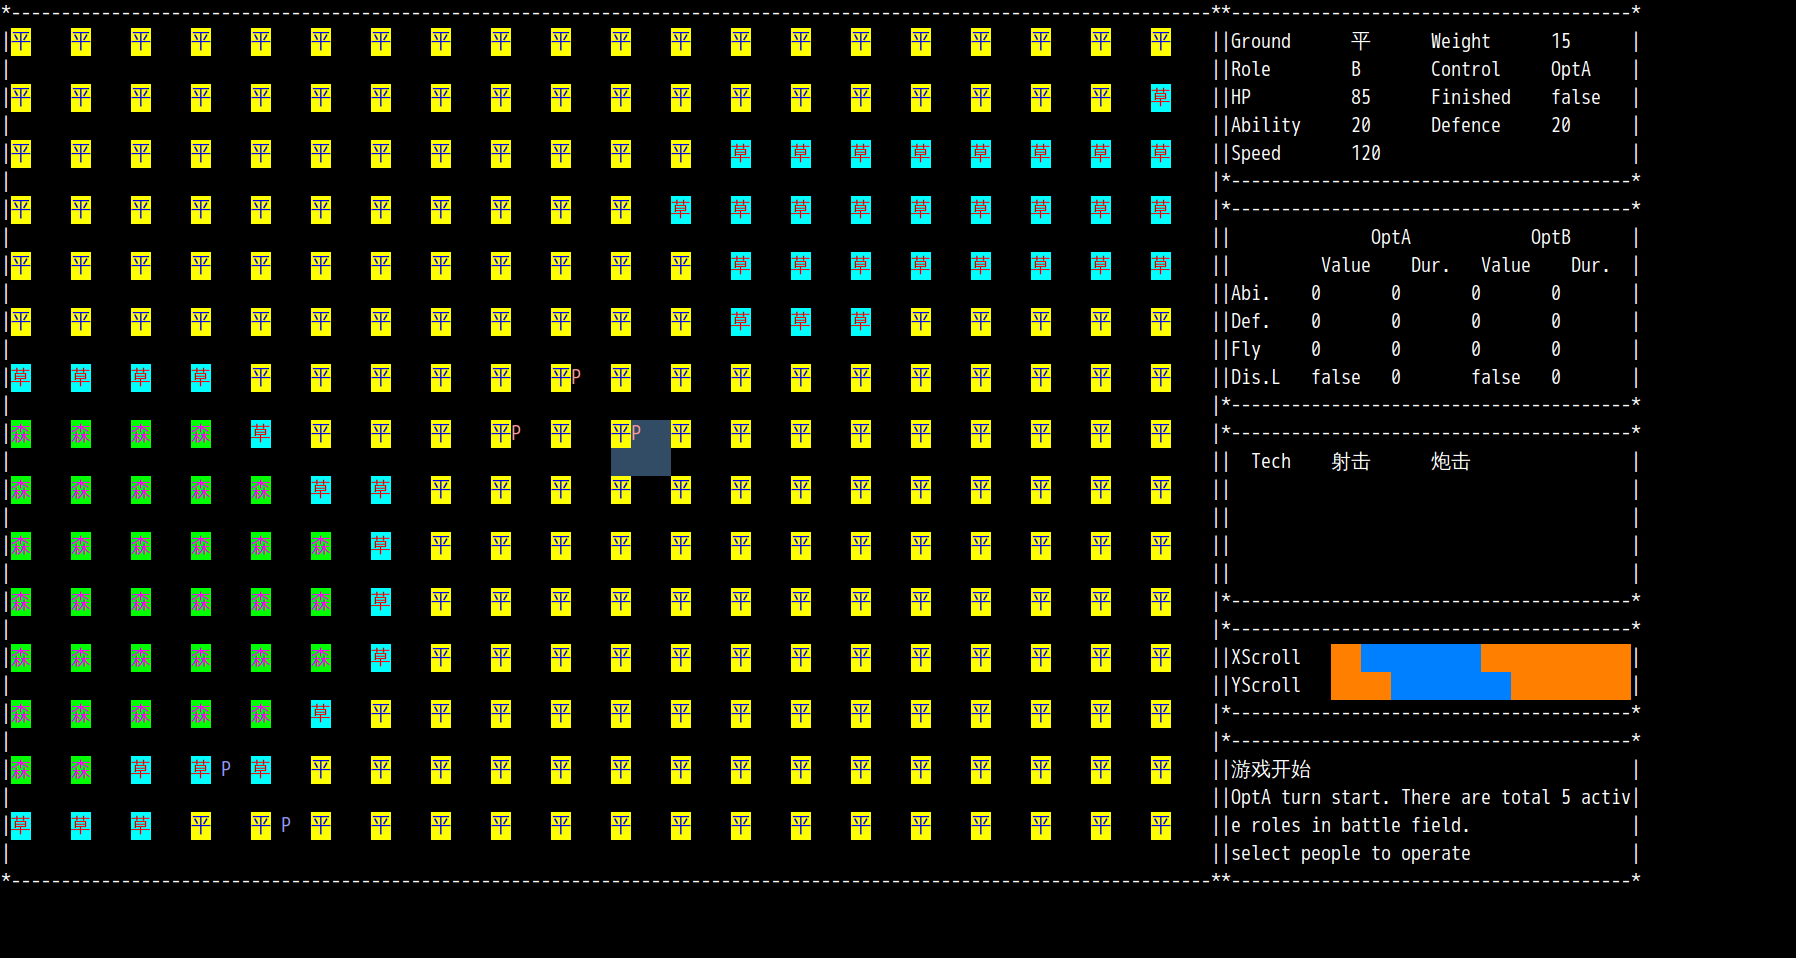 平 平 平 平 平 平 平 平 平 平 平 平 平 平 平 平 平 平 平 平 Ground 平 Weight 15
Role B Control OptA
平 平 平 平 平 平 平 平 平 平 平 平 平 平 平 平 平 平 平 草 HP 85 Finished false
Ability 20 Defence 20
平 平 平 平 平 平 平 平 平 平 平 平 草 草 草 草 草 草 草 草 Speed 120
平 平 平 平 平 平 平 平 平 平 平 草 草 草 草 草 草 草 草 草
OptA OptB
平 平 平 平 平 平 平 平 平 平 平 平 草 草 草 草 草 草 草 草 Value Dur. Value Dur.
Abi. 0 0 0 0
平 平 平 平 平 平 平 平 平 平 平 平 草 草 草 平 平 平 平 平 Def. 0 0 0 0
Fly 0 0 0 0
草 草 草 草 平 平 平 平 平 平P 平 平 平 平 平 平 平 平 平 平 Dis.L false 0 false 0
森 森 森 森 草 平 平 平 平P 平 平P 平 平 平 平 平 平 平 平 平
Tech 射击 炮击
森 森 森 森 森 草 草 平 平 平 平 平 平 平 平 平 平 平 平 平
森 森 森 森 森 森 草 平 平 平 平 平 平 平 平 平 平 平 平 平
森 森 森 森 森 森 草 平 平 平 平 平 平 平 平 平 平 平 平 平
森 森 森 森 森 森 草 平 平 平 平 平 平 平 平 平 平 平 平 平 XScroll
YScroll
森 森 森 森 森 草 平 平 平 平 平 平 平 平 平 平 平 平 平 平
森 森 草 草 P 草 平 平 平 平 平 平 平 平 平 平 平 平 平 平 平 游戏开始
OptA turn start. There are total 5 activ
草 草 草 平 平 P 平 平 平 平 平 平 平 平 平 平 平 平 平 平 平 e roles in battle field.
select people to operate